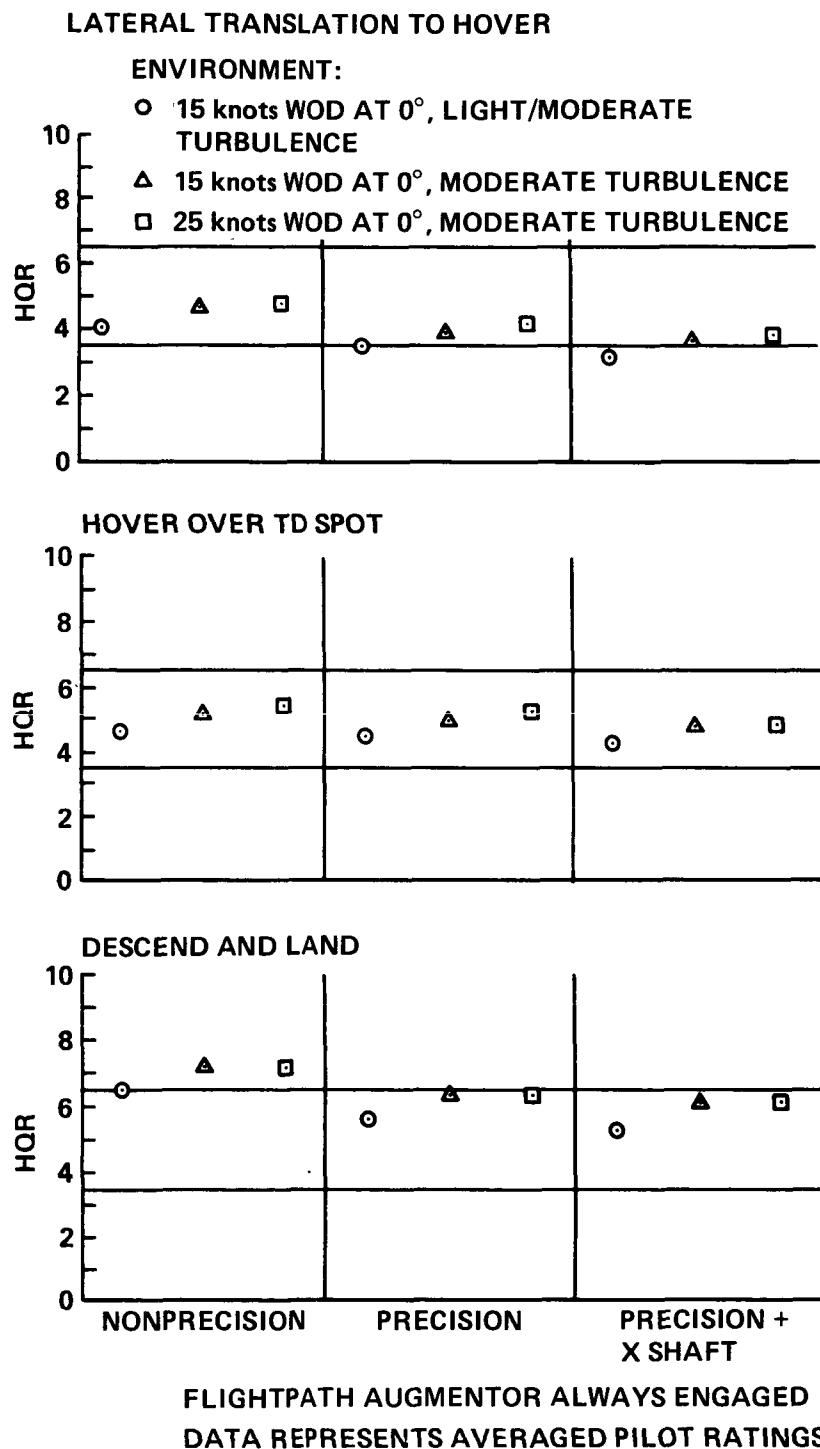 LATERAL TRANSLATION TO HOVER
ENVIRONMENT:
15 knots WOD AT 0°, LIGHT/MODERATE
TURBULENCE
15 knots WOD AT 0°, MODERATE TURBULENCE
25 knots WOD AT 0°, MODERATE TURBULENCE
10
8
6
4
2
0
HQR
HOVER OVER TD SPOT
10
8
6
4
2
0
HQR
DESCEND AND LAND
10
8
6
4
2
0
HQR
NONPRECISION PRECISION PRECISION +
X SHAFT
FLIGHTPATH AUGMENTOR ALWAYS ENGAGED
DATA REPRESENTS AVERAGED PILOT RATINGS